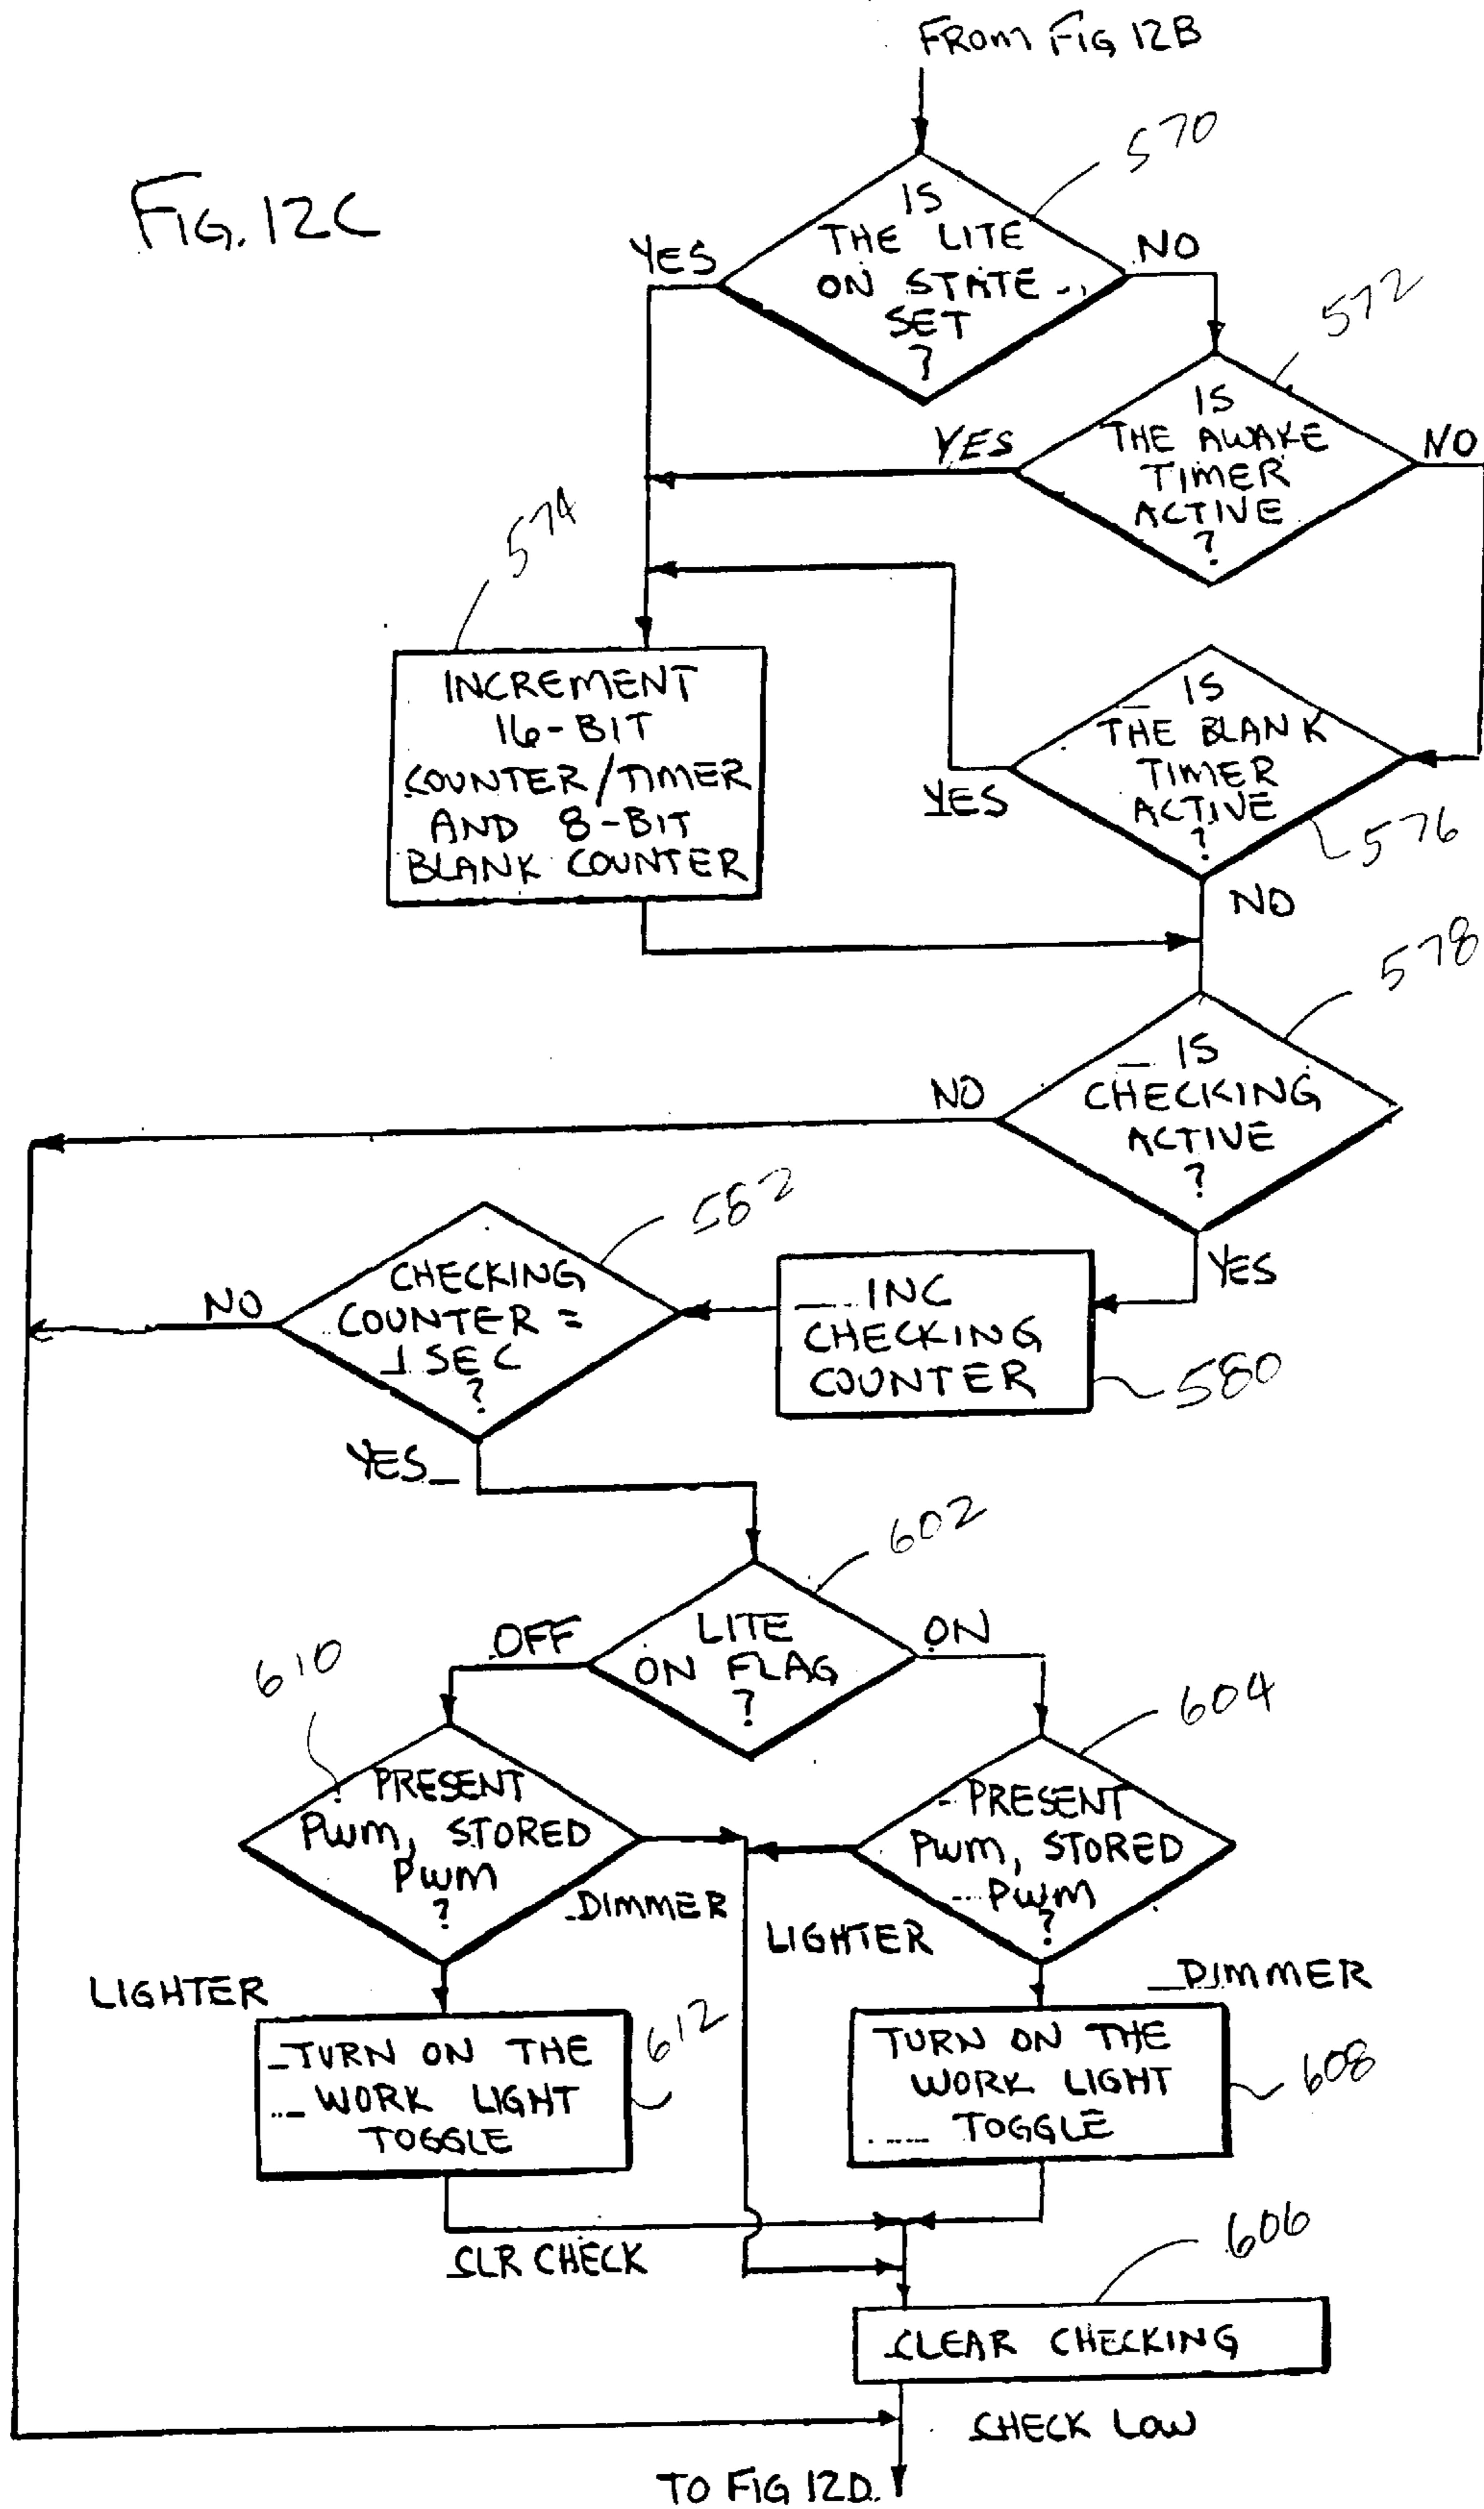 FROM FIG 12B
FIG. 12C
570
IS
THE LITE
ON STATE
SET
?
YES
NO
572
IS
THE AWAKE
TIMER
ACTIVE
?
YES
NO
574
INCREMENT
16-BIT
COUNTER/TIMER
AND 8-BIT
BLANK COUNTER
IS
THE BLANK
TIMER
ACTIVE
?
YES
576
NO
578
IS
CHECKING
ACTIVE
?
NO
YES
582
CHECKING
COUNTER =
1 SEC
?
NO
INC
CHECKING
COUNTER
580
YES
602
LITE
ON FLAG
?
OFF
ON
610
604
PRESENT
PWM, STORED
PWM
?
DIMMER
PRESENT
PWM, STORED
PWM
?
LIGHTER
LIGHTER
DIMMER
TURN ON THE
WORK LIGHT
TOGGLE
612
TURN ON THE
WORK LIGHT
TOGGLE
608
CLR CHECK
606
CLEAR CHECKING
CHECK LOW
TO FIG 12D.